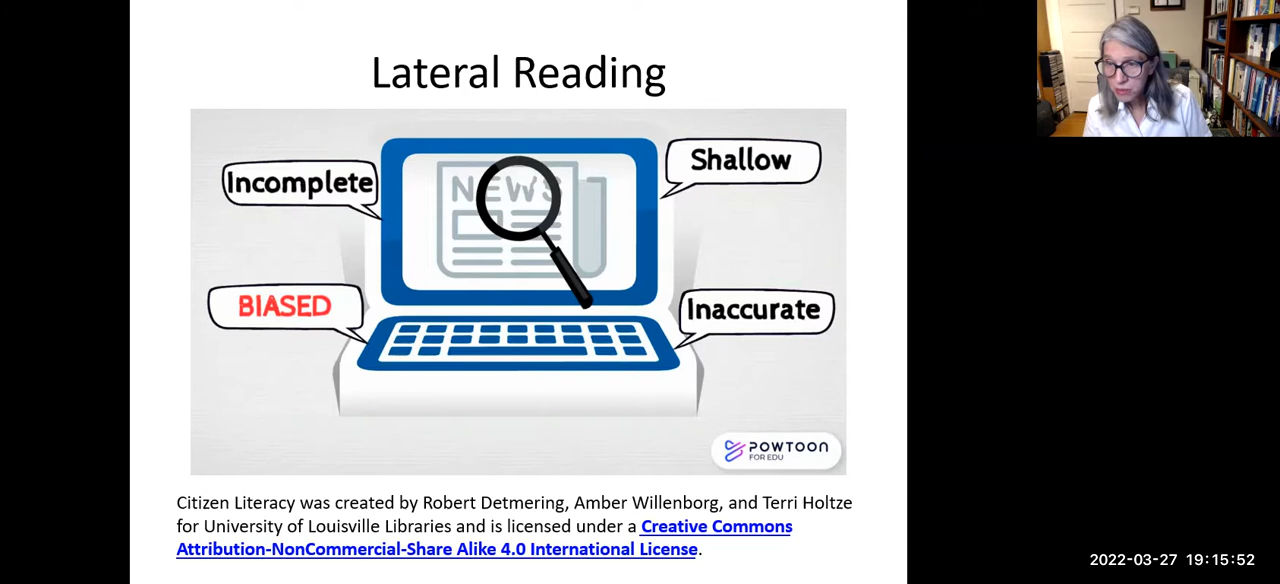 Lateral Reading
Incomplete
Shallow
NEWS
BIASED
Inaccurate
POWTOON
FOR EDU
Citizen Literacy was created by Robert Detmering, Amber Willenborg, and Terri Holtze
for University of Louisville Libraries and is licensed under a Creative Commons
Attribution-NonCommercial-Share Alike 4.0 International License.
2022-03-27 19:15:52